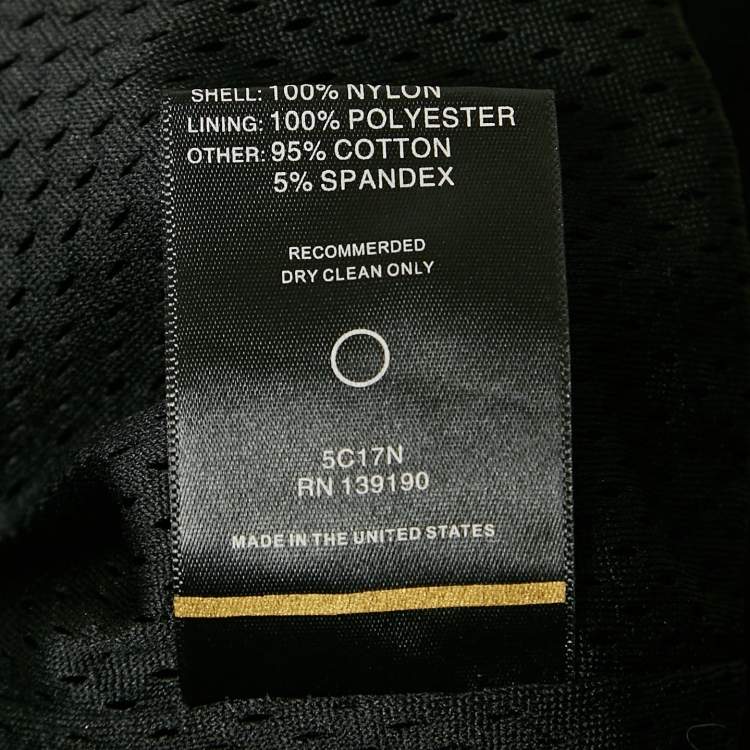 SHELL: 100% NYLON
LINING: 100% POLYESTER
OTHER: 95% COTTON
5% SPANDEX
RECOMMERDED
DRY CLEAN ONLY
5C17N
RN 139190
MADE IN THE UNITED STATES